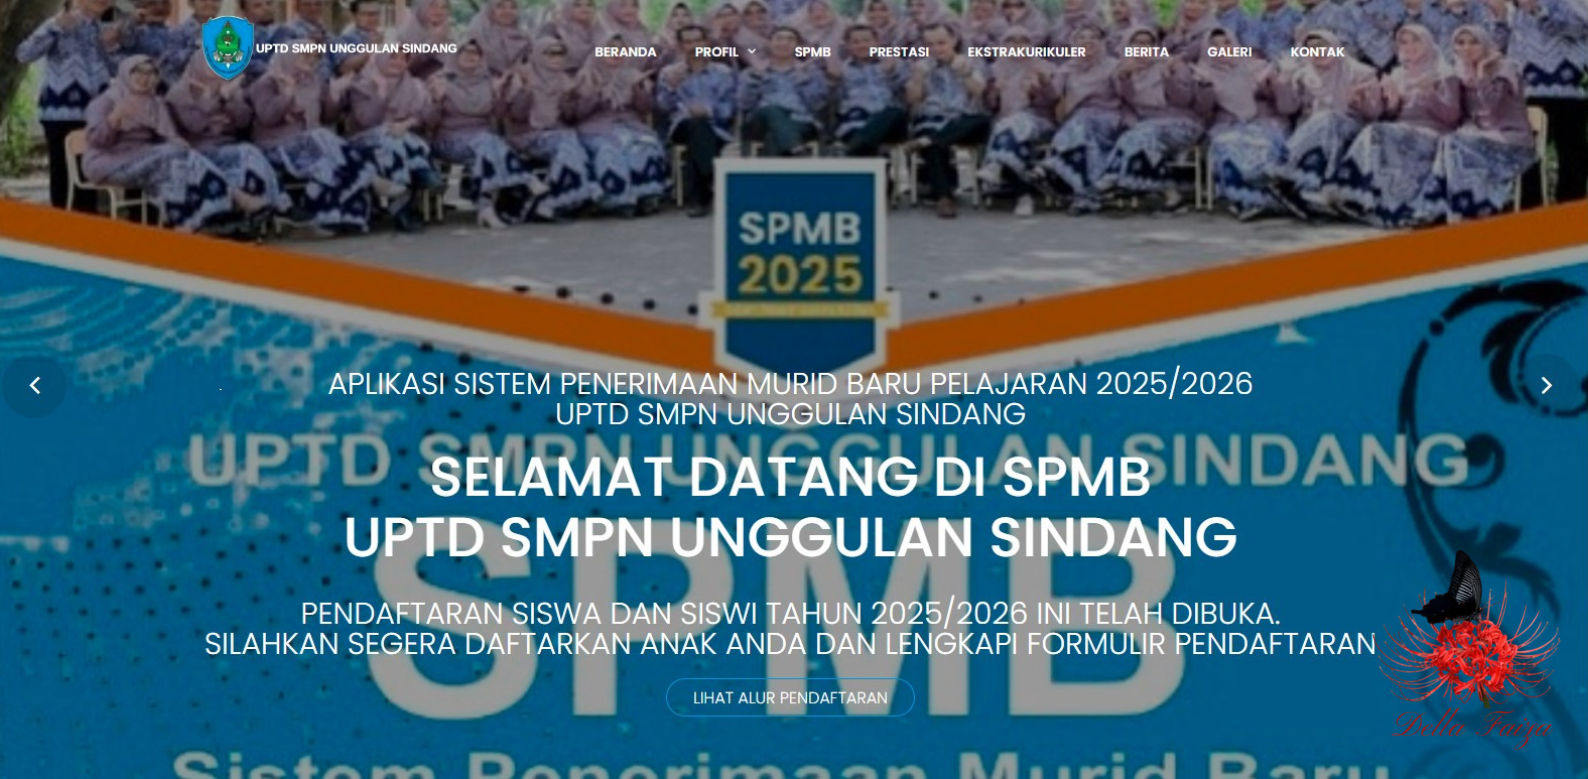 UPTD SMPN UNGGULAN SINDANG
BERANDA PROFIL SPMB PRESTASI EKSTRAKURIKULER BERITA GALERI KONTAK
SPMB
2025
APLIKASI SISTEM PENERIMAAN MURID BARU PELAJARAN 2025/2026
UPTD SMPN UNGGULAN SINDANG
UPTD SMPN UNGGULAN SINDANG
SELAMAT DATANG DI SPMB
UPTD SMPN UNGGULAN SINDANG
SPMB
PENDAFTARAN SISWA DAN SISWI TAHUN 2025/2026 INI TELAH DIBUKA.
SILAHKAN SEGERA DAFTARKAN ANAK ANDA DAN LENGKAPI FORMULIR PENDAFTARAN
LIHAT ALUR PENDAFTARAN
Della Faiza
Sistem Penerimaan Murid Baru